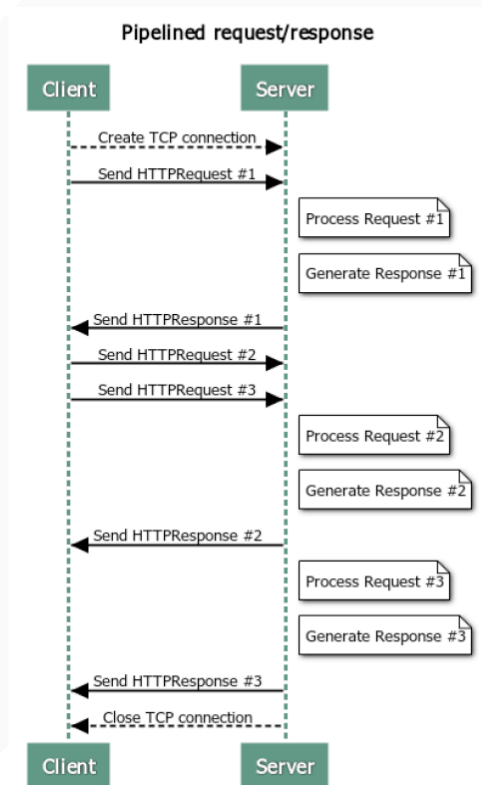 Pipelined request/response
Client
Server
Create TCP connection
Send HTTPRequest #1
Process Request #1
Generate Response #1
Send HTTPResponse #1
Send HTTPRequest #2
Send HTTPRequest #3
Process Request #2
Generate Response #2
Send HTTPResponse #2
Process Request #3
Generate Response #3
Send HTTPResponse #3
Close TCP connection
Client
Server